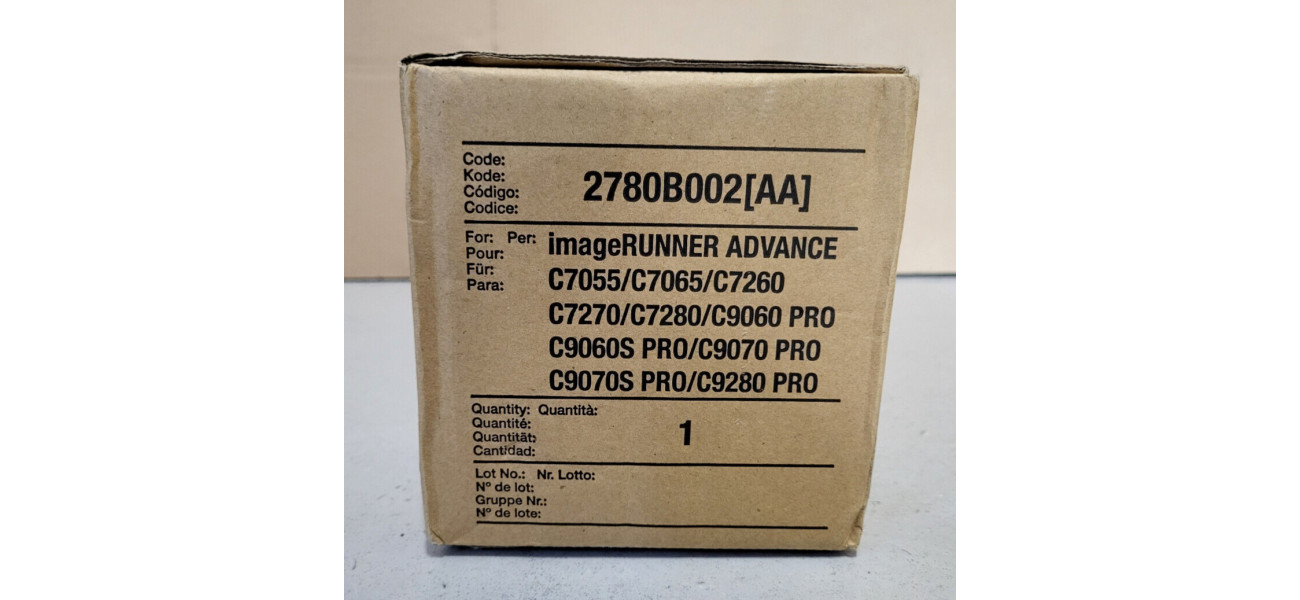 Code:
Kode:
Código:
Codice:
2780B002[AA]
For: Per:
Pour:
Für:
Para:
imageRUNNER ADVANCE
C7055/C7065/C7260
C7270/C7280/C9060 PRO
C9060S PRO/C9070 PRO
C9070S PRO/C9280 PRO
Quantity: Quantità:
Quantité:
Quantität:
Cantidad:
1
Lot No.: Nr. Lotto:
Nº de lot:
Gruppe Nr.:
Nº de lote: